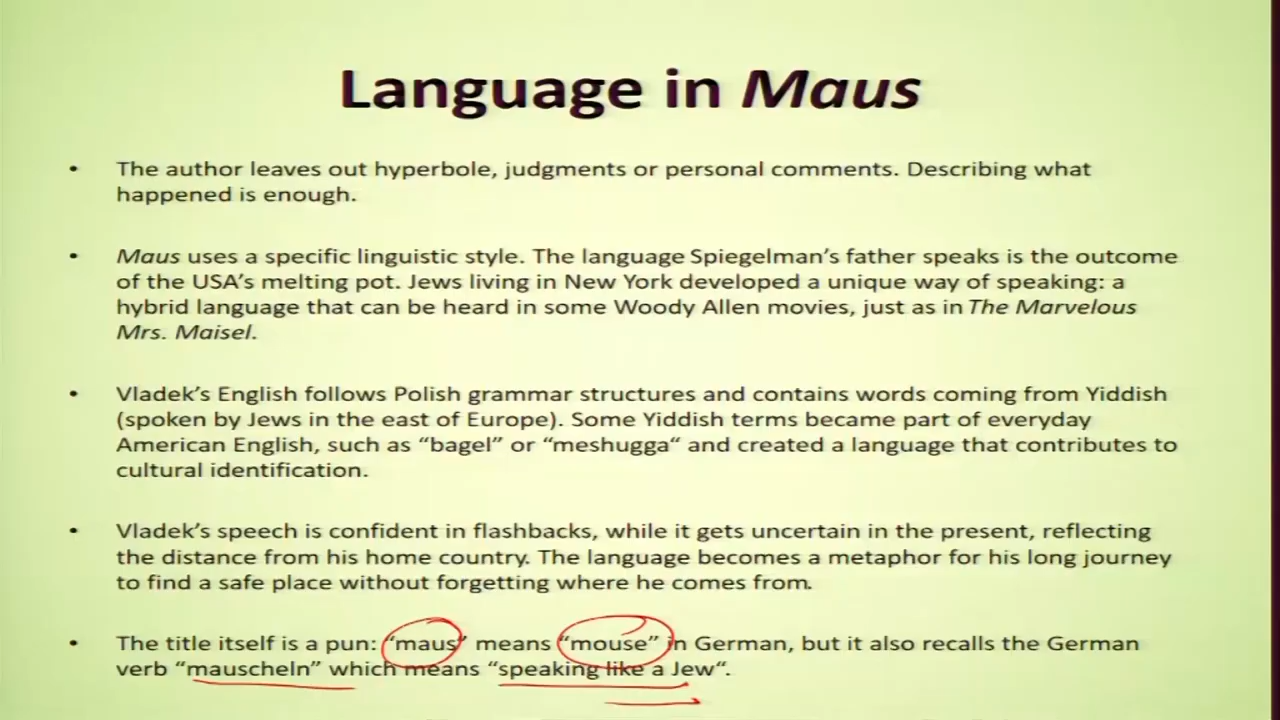 Language in Maus
• The author leaves out hyperbole, judgments or personal comments. Describing what
happened is enough.
• Maus uses a specific linguistic style. The language Spiegelman’s father speaks is the outcome
of the USA’s melting pot. Jews living in New York developed a unique way of speaking: a
hybrid language that can be heard in some Woody Allen movies, just as in The Marvelous
Mrs. Maisel.
• Vladek’s English follows Polish grammar structures and contains words coming from Yiddish
(spoken by Jews in the east of Europe). Some Yiddish terms became part of everyday
American English, such as “bagel” or “meshugga“ and created a language that contributes to
cultural identification.
• Vladek’s speech is confident in flashbacks, while it gets uncertain in the present, reflecting
the distance from his home country. The language becomes a metaphor for his long journey
to find a safe place without forgetting where he comes from.
• The title itself is a pun: “maus” means “mouse” in German, but it also recalls the German
verb “mauscheln” which means “speaking like a Jew“.